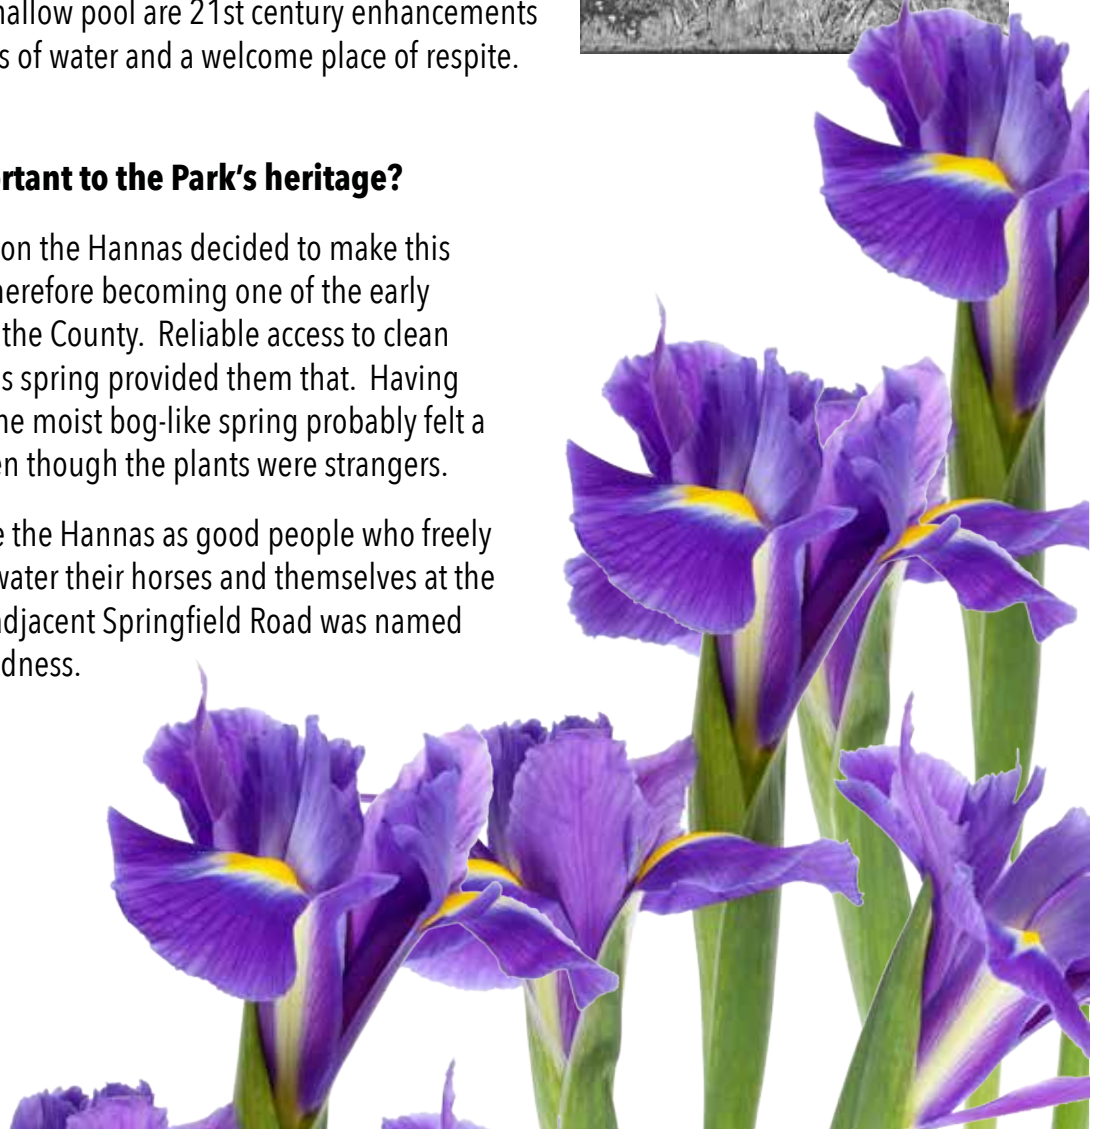 hallow pool are 21st century enhancements
s of water and a welcome place of respite.
rtant to the Park's heritage?
on the Hannas decided to make this
herefore becoming one of the early
the County. Reliable access to clean
s spring provided them that. Having
he moist bog-like spring probably felt a
en though the plants were strangers.
e the Hannas as good people who freely
water their horses and themselves at the
adjacent Springfield Road was named
dness.